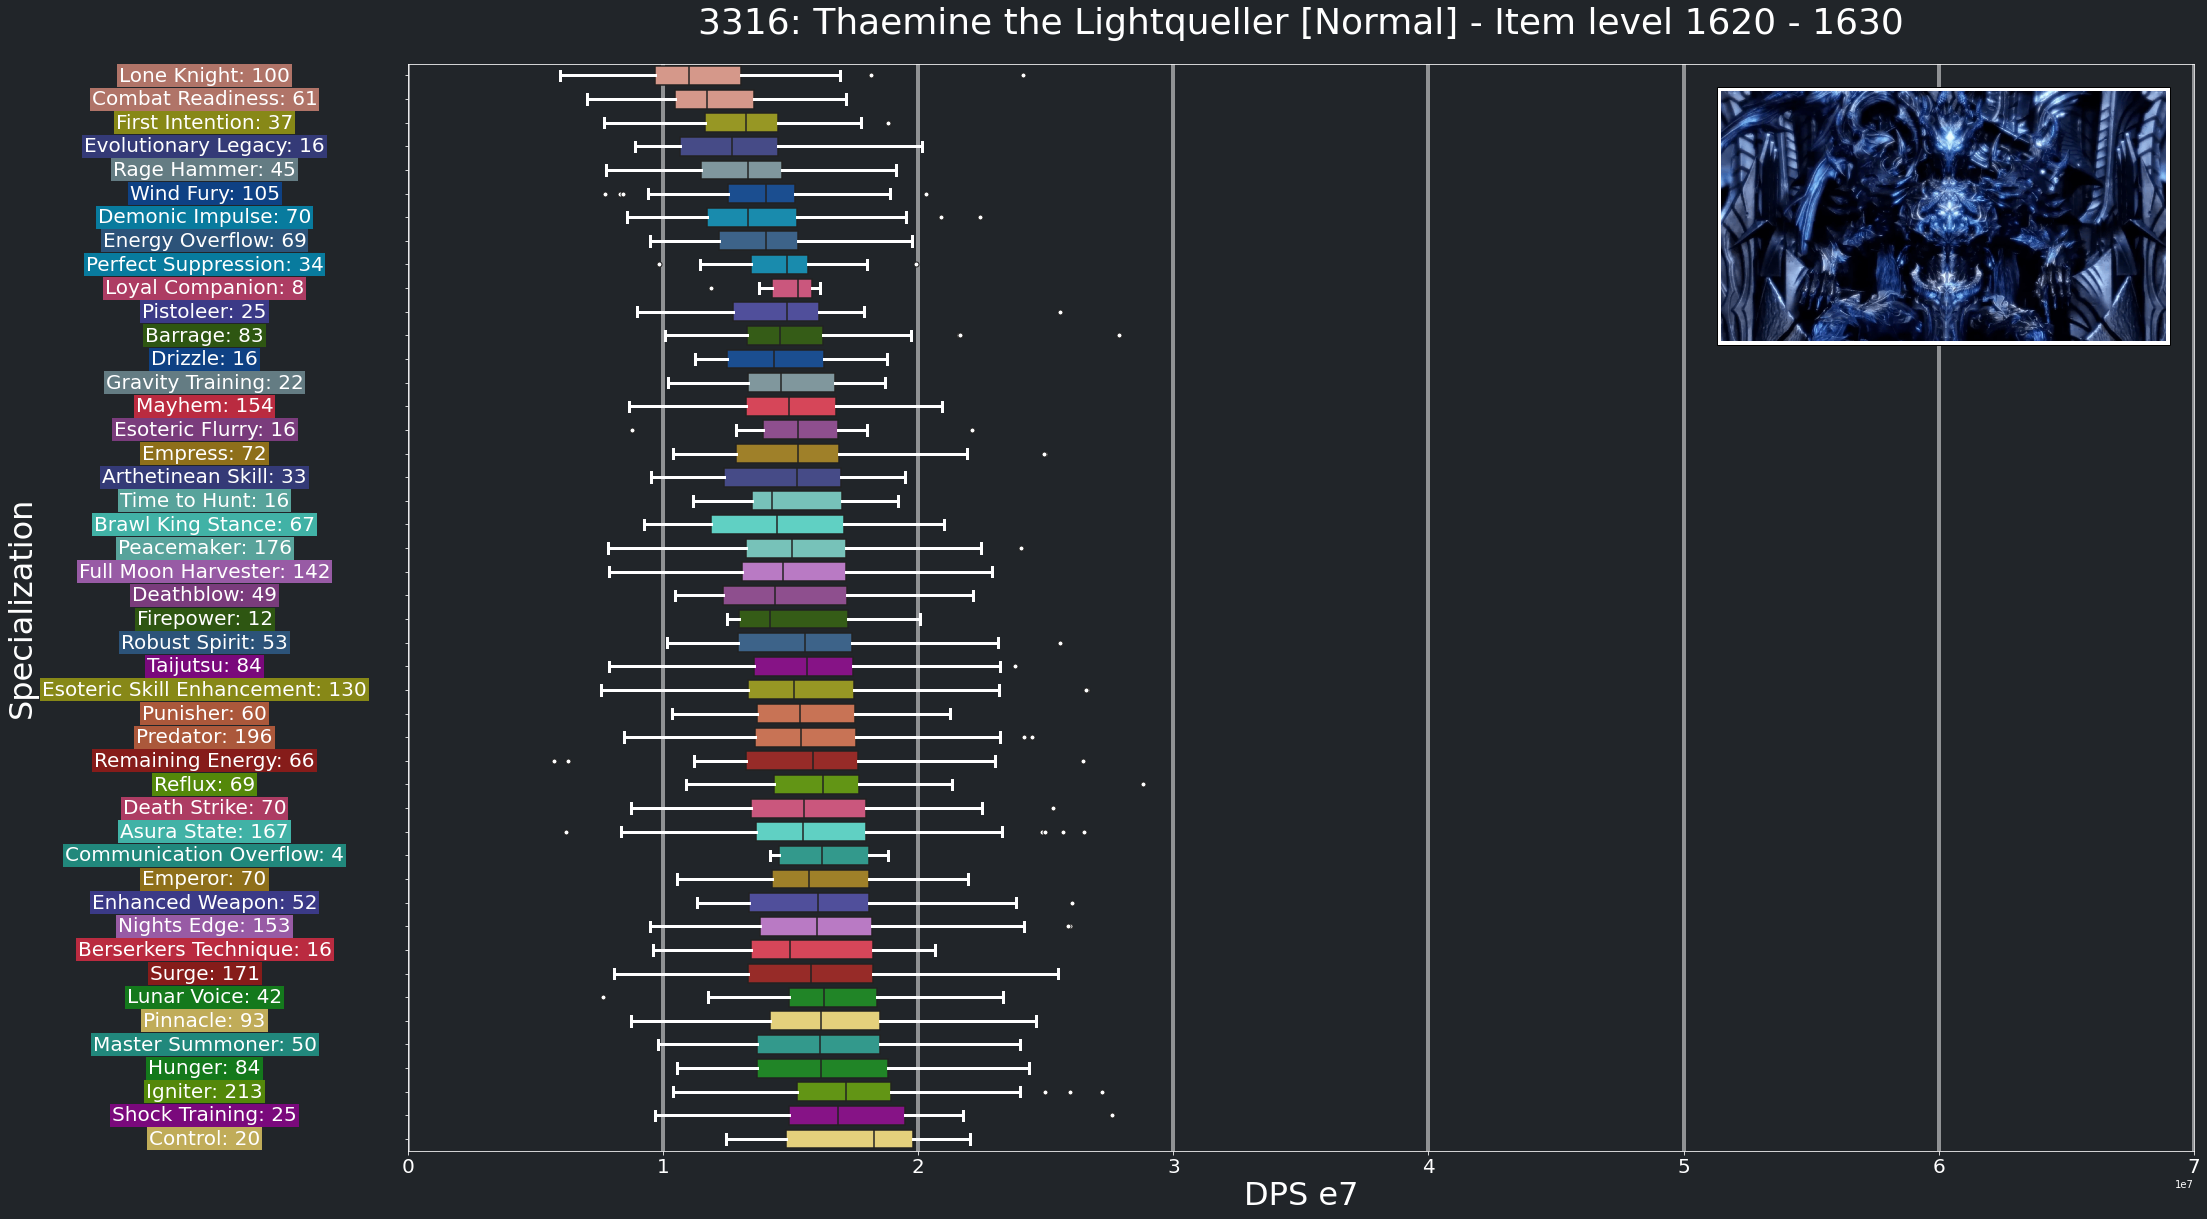 3316: Thaemine the Lightqueller [Normal] - Item level 1620 - 1630
Specialization
Lone Knight: 100
Combat Readiness: 61
First Intention: 37
Evolutionary Legacy: 16
Rage Hammer: 45
Wind Fury: 105
Demonic Impulse: 70
Energy Overflow: 69
Perfect Suppression: 34
Loyal Companion: 8
Pistoleer: 25
Barrage: 83
Drizzle: 16
Gravity Training: 22
Mayhem: 154
Esoteric Flurry: 16
Empress: 72
Arthetinean Skill: 33
Time to Hunt: 16
Brawl King Stance: 67
Peacemaker: 176
Full Moon Harvester: 142
Deathblow: 49
Firepower: 12
Robust Spirit: 53
Taijutsu: 84
Esoteric Skill Enhancement: 130
Punisher: 60
Predator: 196
Remaining Energy: 66
Reflux: 69
Death Strike: 70
Asura State: 167
Communication Overflow: 4
Emperor: 70
Enhanced Weapon: 52
Nights Edge: 153
Berserkers Technique: 16
Surge: 171
Lunar Voice: 42
Pinnacle: 93
Master Summoner: 50
Hunger: 84
Igniter: 213
Shock Training: 25
Control: 20
0 1 2 3 4 5 6 7
1e7
DPS e7